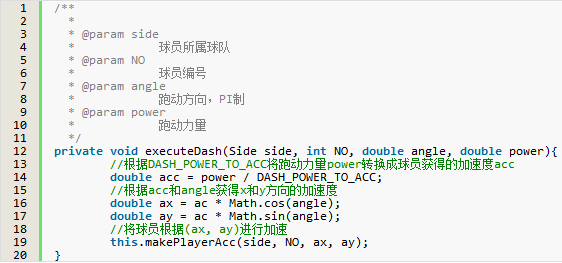 1 /**
2 *
3 * @param side
4 * 球员所属球队
5 * @param NO
6 * 球员编号
7 * @param angle
8 * 跑动方向，PI制
9 * @param power
10 * 跑动力量
11 */
12 private void executeDash(Side side, int NO, double angle, double power){
13 //根据DASH_POWER_TO_ACC将跑动力量power转换成球员获得的加速度acc
14 double acc = power / DASH_POWER_TO_ACC;
15 //根据acc和angle获得x和y方向的加速度
16 double ax = ac * Math.cos(angle);
17 double ay = ac * Math.sin(angle);
18 //将球员根据(ax, ay)进行加速
19 this.makePlayerAcc(side, NO, ax, ay);
20 }